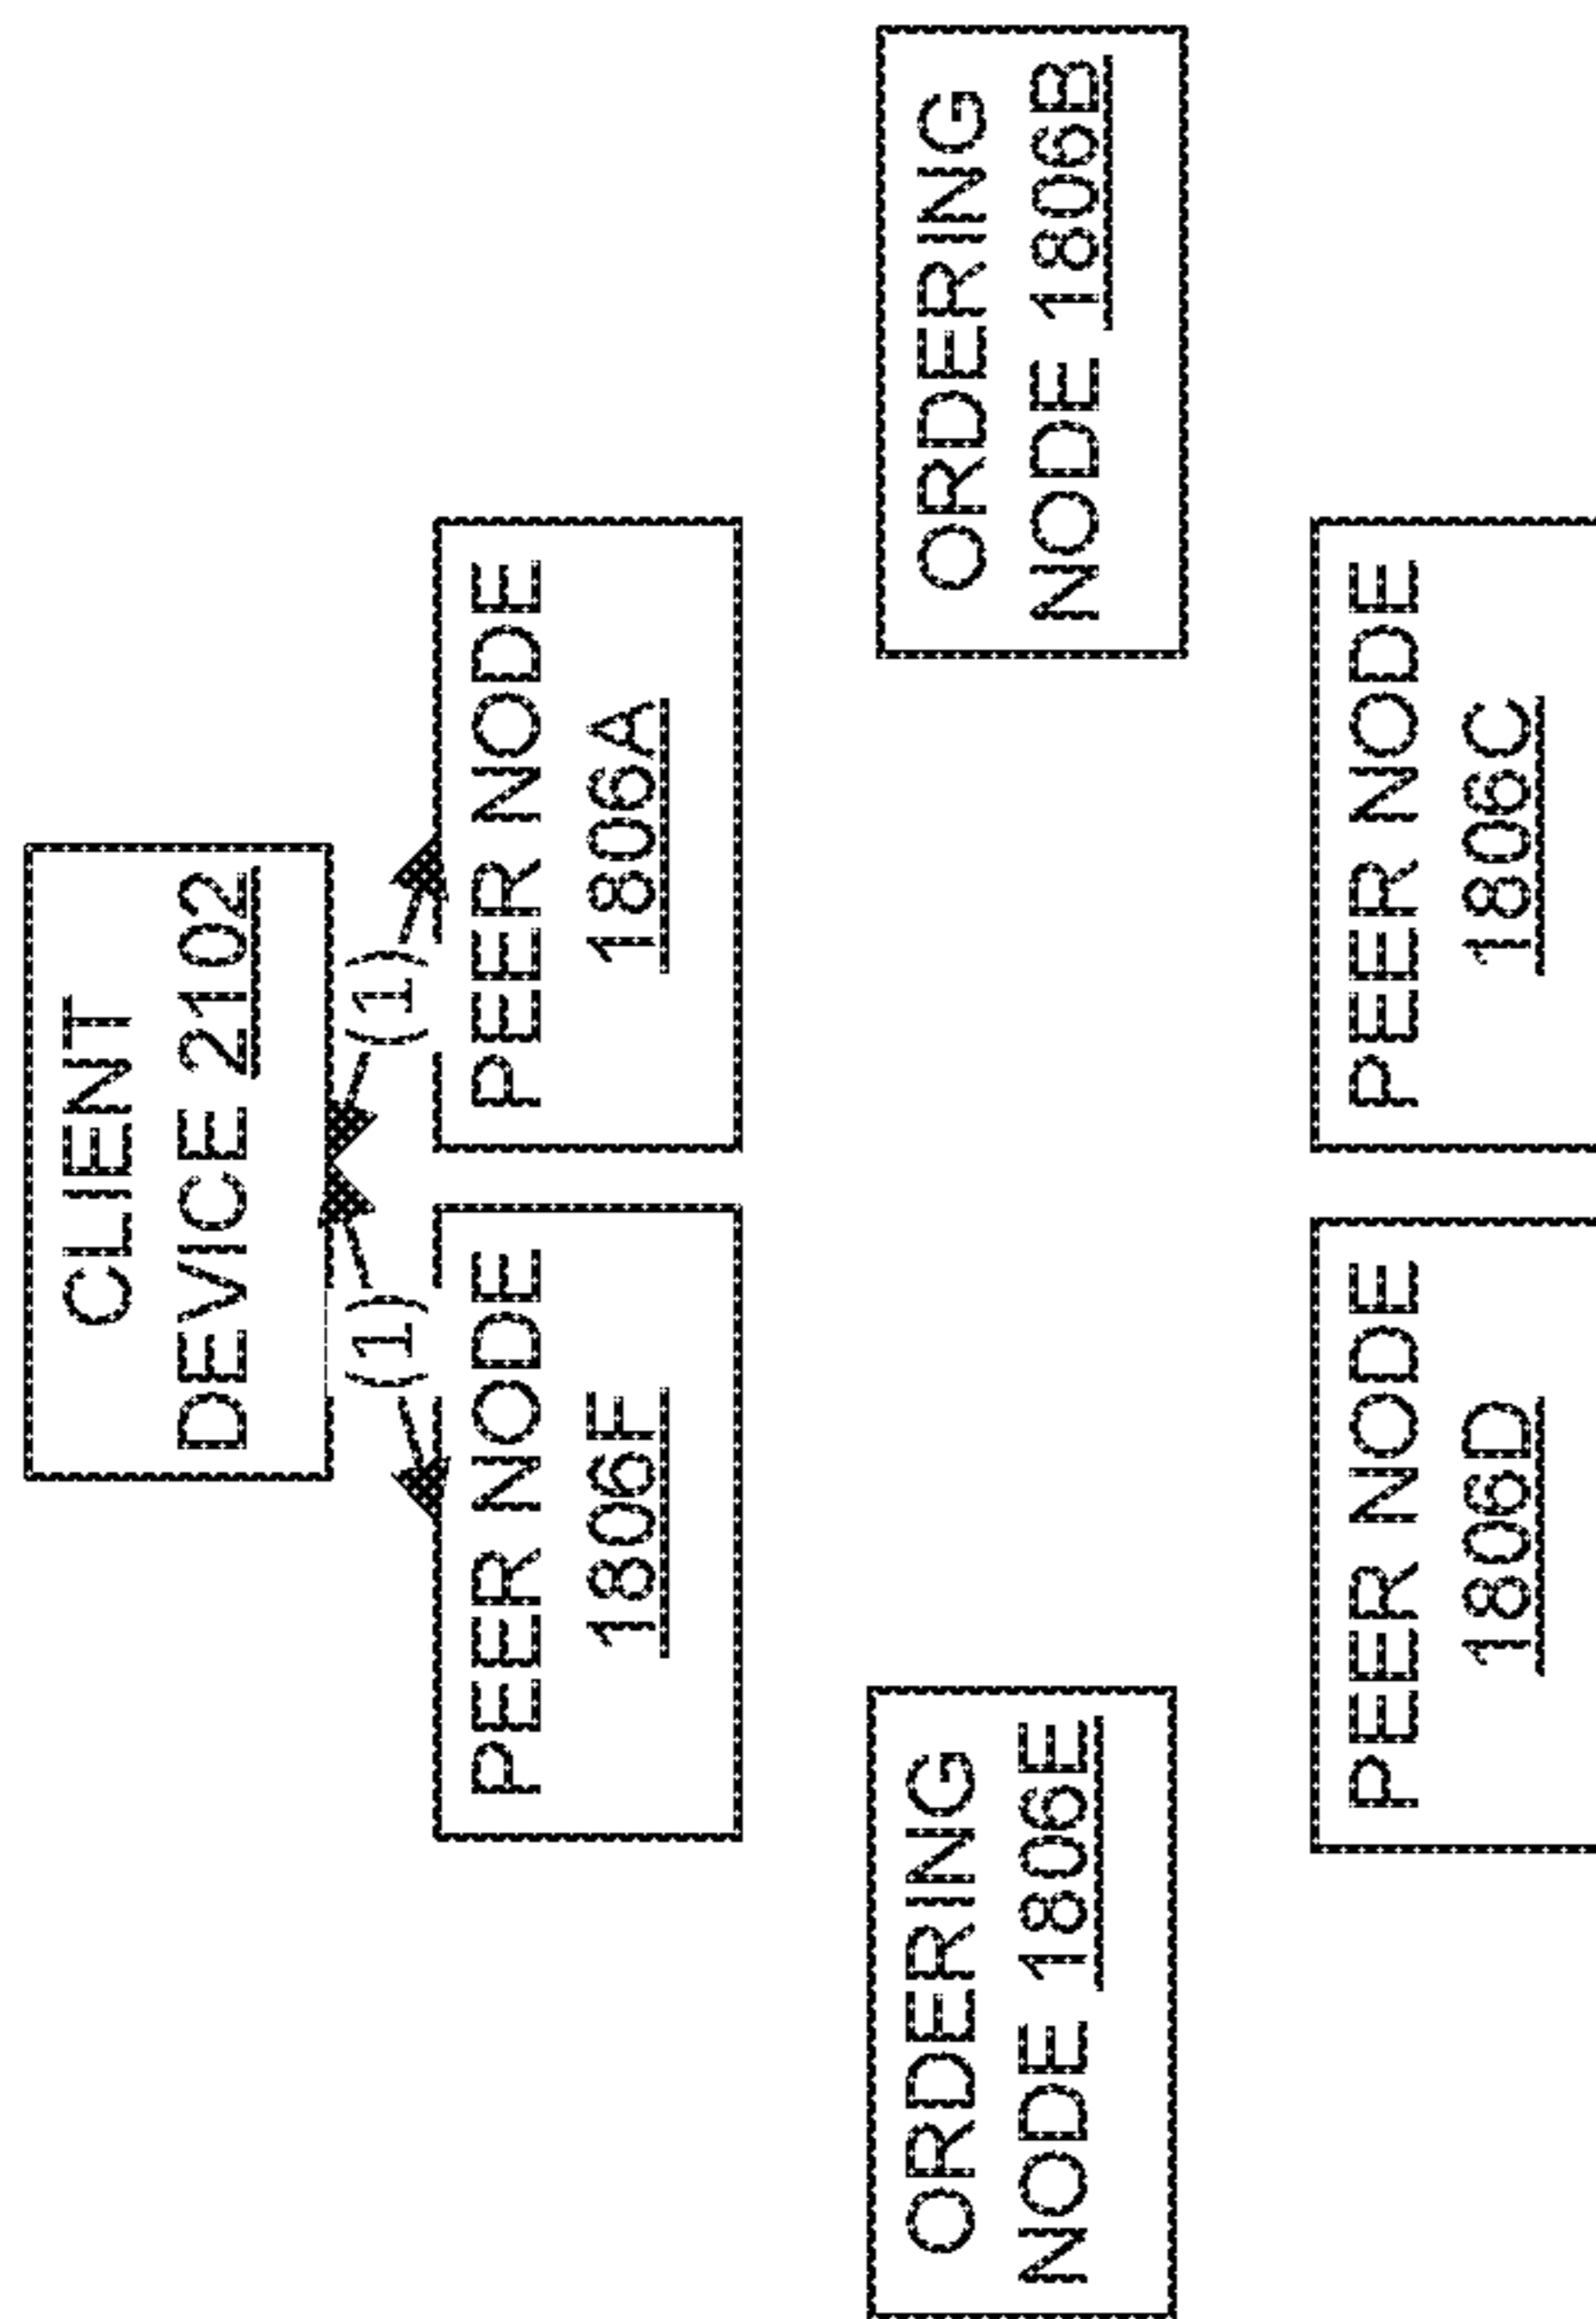 CLIENT
DEVICE 2102
(1)
(1)
PEER NODE
1806F
PEER NODE
1806A
ORDERING
NODE 1806E
ORDERING
NODE 1806B
PEER NODE
1806D
PEER NODE
1806C